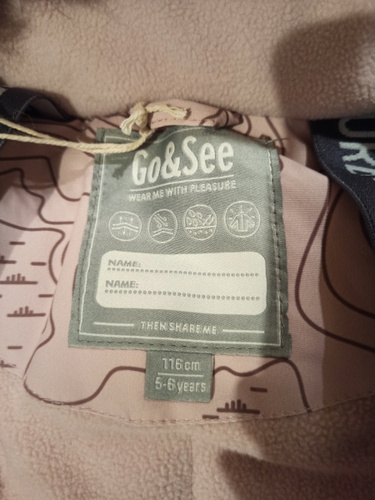 Go&See
WEAR ME WITH PLEASURE
NAME:
NAME:
THEN SHARE ME
116cm
5-6 years